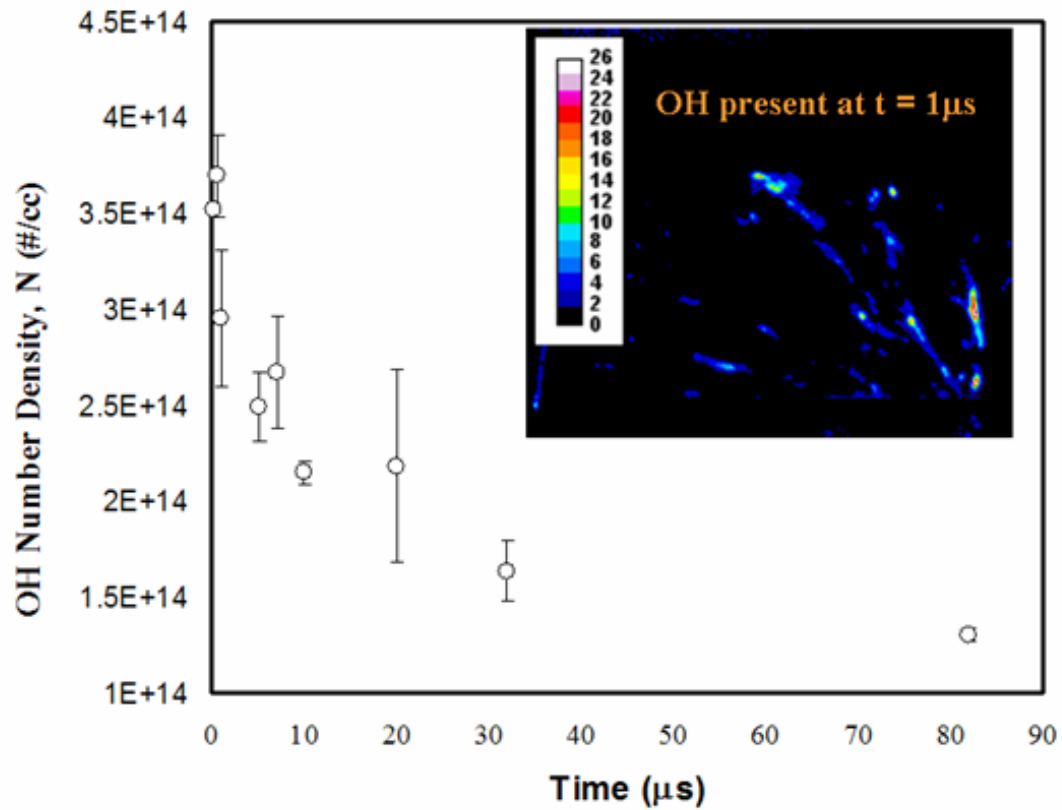 4.5E+14
4E+14
3.5E+14
3E+14
2.5E+14
2E+14
1.5E+14
1E+14
OH Number Density, N (#/cc)
26
24
22
20
18
16
14
12
10
8
6
4
2
0
OH present at t = 1μs
0 10 20 30 40 50 60 70 80 90
Time (μs)